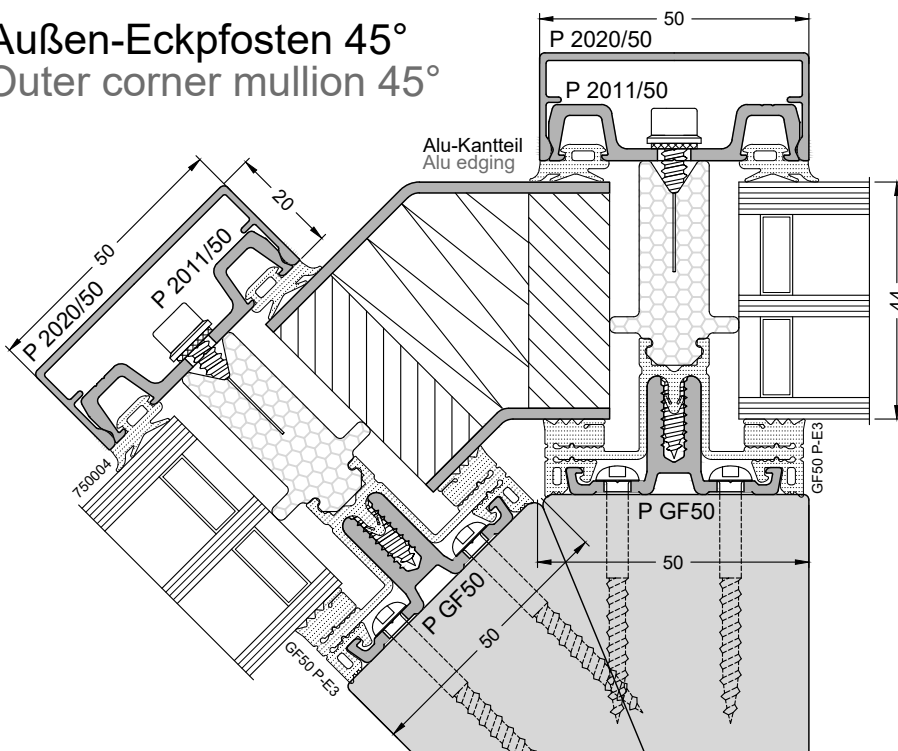 Außen-Eckpfosten 45°
Outer corner mullion 45°
50
P 2020/50
P 2011/50
Alu-Kantteil
Alu edging
20
50
P 2011/50
P 2020/50
44
750004
GF50 P-E3
P GF50
50
P GF50
50
GF50 P-E3